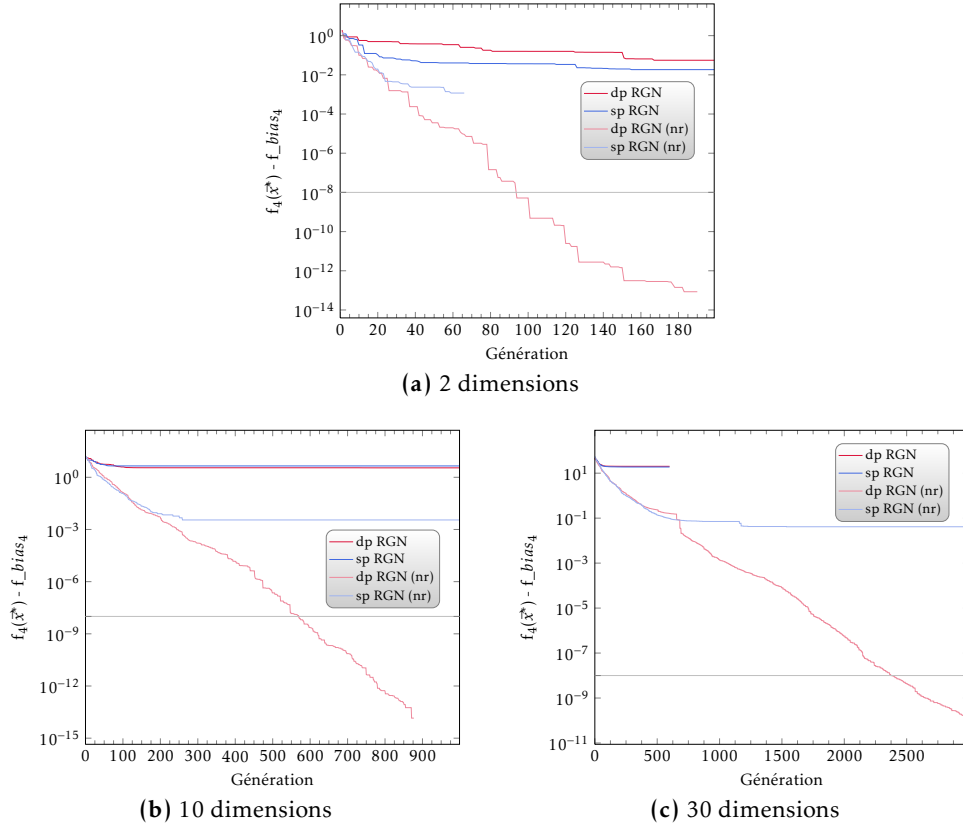 10^0
10^−2
10^−4
10^−6
10^−8
10^−10
10^−12
10^−14
f_4(x⃗*) - f_bias_4
dp RGN
sp RGN
dp RGN (nr)
sp RGN (nr)
0 20 40 60 80 100 120 140 160 180
Génération
(a) 2 dimensions
10^0
10^−3
10^−6
10^−9
10^−12
10^−15
f_4(x⃗*) - f_bias_4
dp RGN
sp RGN
dp RGN (nr)
sp RGN (nr)
0 100 200 300 400 500 600 700 800 900
Génération
(b) 10 dimensions
10^1
10^−1
10^−3
10^−5
10^−7
10^−9
10^−11
f_4(x⃗*) - f_bias_4
dp RGN
sp RGN
dp RGN (nr)
sp RGN (nr)
0 500 1000 1500 2000 2500
Génération
(c) 30 dimensions